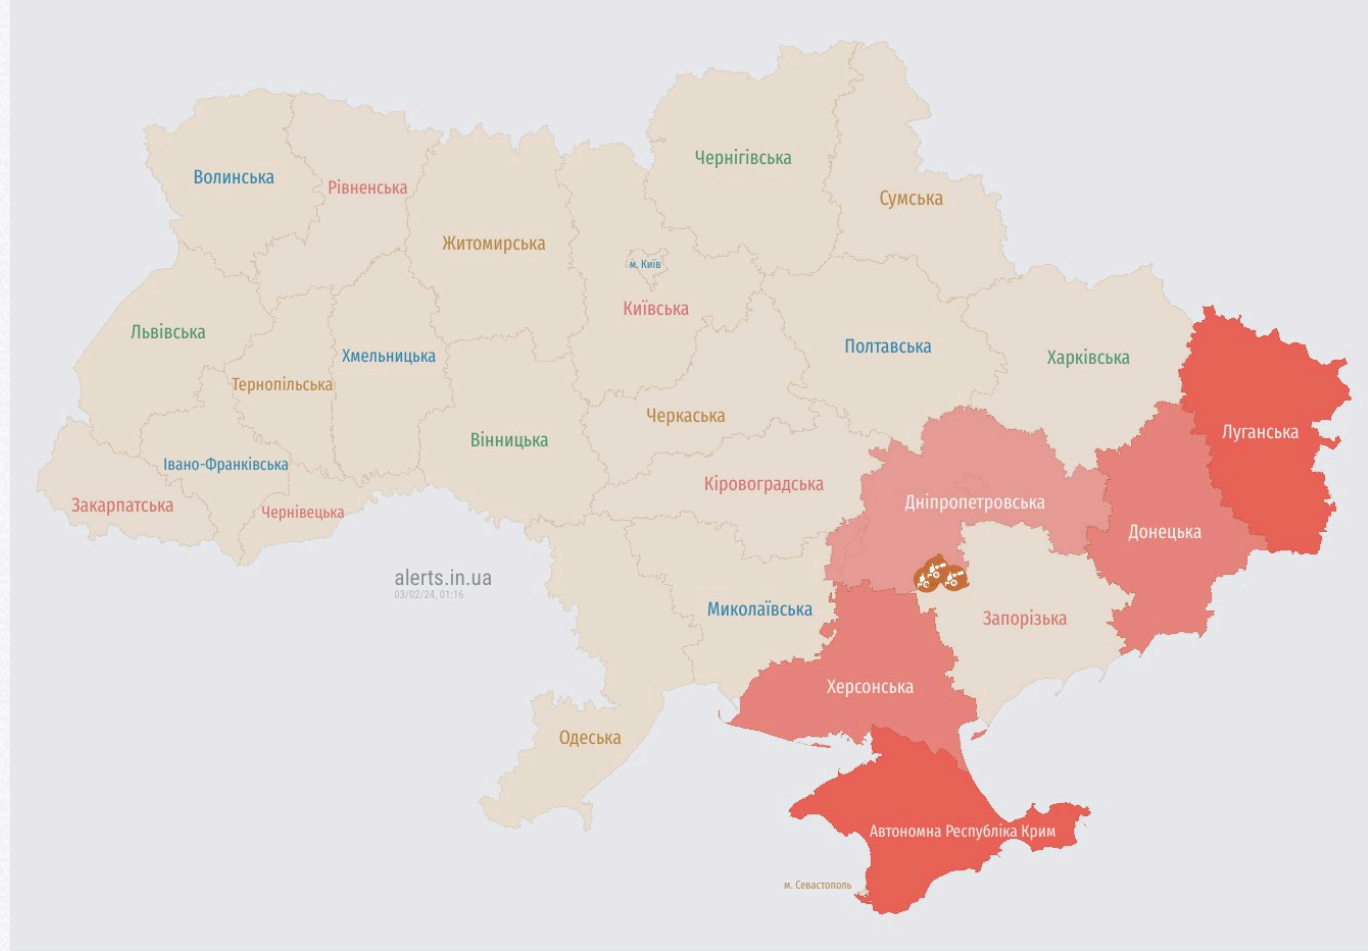 Чернігівська
Волинська
Рівненська
Сумська
Житомирська
м. Київ
Київська
Львівська
Хмельницька
Полтавська
Харківська
Тернопільська
Черкаська
Луганська
Вінницька
Івано-Франківська
Кіровоградська
Дніпропетровська
Закарпатська
Чернівецька
Донецька
alerts.in.ua
03/02/24, 01:16
Миколаївська
Запорізька
Херсонська
Одеська
Автономна Республіка Крим
м. Севастополь